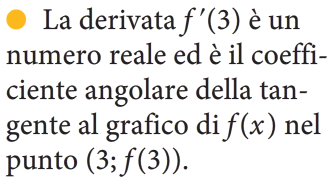 ● La derivata f′(3) è un
numero reale ed è il coeffi-
ciente angolare della tan-
gente al grafico di f(x) nel
punto (3; f(3)).